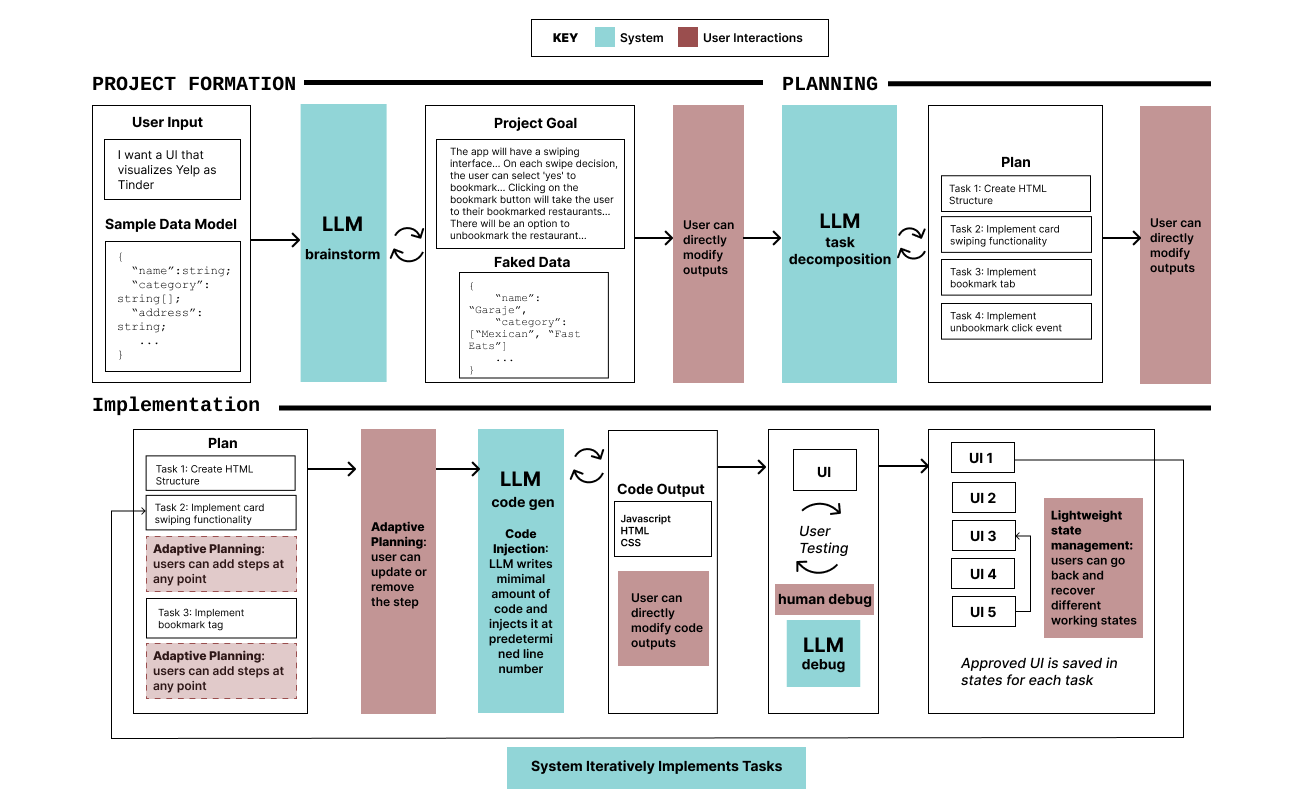 KEY System User Interactions
PROJECT FORMATION
PLANNING
User Input
I want a UI that
visualizes Yelp as
Tinder
Sample Data Model
{
“name”:string;
“category”:
string[];
“address”:
string;
...
}
LLM
brainstorm
Project Goal
The app will have a swiping
interface... On each swipe decision,
the user can select 'yes' to
bookmark... Clicking on the
bookmark button will take the user
to their bookmarked restaurants...
There will be an option to
unbookmark the restaurant...
Faked Data
{
“name”:
“Garaje”,
“category”:
[“Mexican”, “Fast
Eats”]
...
}
User can
directly
modify
outputs
LLM
task
decomposition
Plan
Task 1: Create HTML
Structure
Task 2: Implement card
swiping functionality
Task 3: Implement
bookmark tab
Task 4: Implement
unbookmark click event
User can
directly
modify
outputs
Implementation
Plan
Task 1: Create HTML
Structure
Task 2: Implement card
swiping functionality
Adaptive Planning:
users can add steps at
any point
Task 3: Implement
bookmark tag
Adaptive Planning:
users can add steps at
any point
Adaptive
Planning:
user can
update or
remove
the step
LLM
code gen
Code
Injection:
LLM writes
mimimal
amount of
code and
injects it at
predetermi
ned line
number
Code Output
Javascript
HTML
CSS
User can
directly
modify code
outputs
UI
User
Testing
human debug
LLM
debug
UI 1
UI 2
UI 3
UI 4
UI 5
Lightweight
state
management:
users can go
back and
recover
different
working states
Approved UI is saved in
states for each task
System Iteratively Implements Tasks